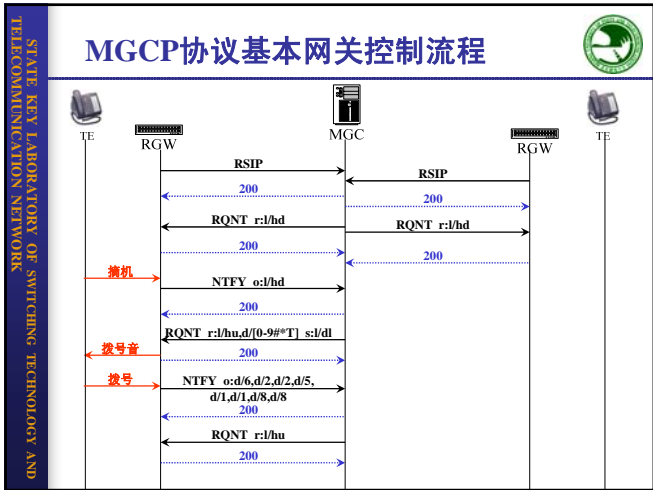 MGCP协议基本网关控制流程
STATE KEY LABORATORY OF SWITCHING TECHNOLOGY AND
TELECOMMUNICATION NETWORK
TE
RGW
MGC
RGW
TE
RSIP
RSIP
200
200
RQNT r:l/hd
RQNT r:l/hd
200
200
摘机
NTFY o:l/hd
200
RQNT r:l/hu,d/[0-9#*T] s:l/dl
拨号音
200
拨号
NTFY o:d/6,d/2,d/2,d/5,
d/1,d/1,d/8,d/8
200
RQNT r:l/hu
200